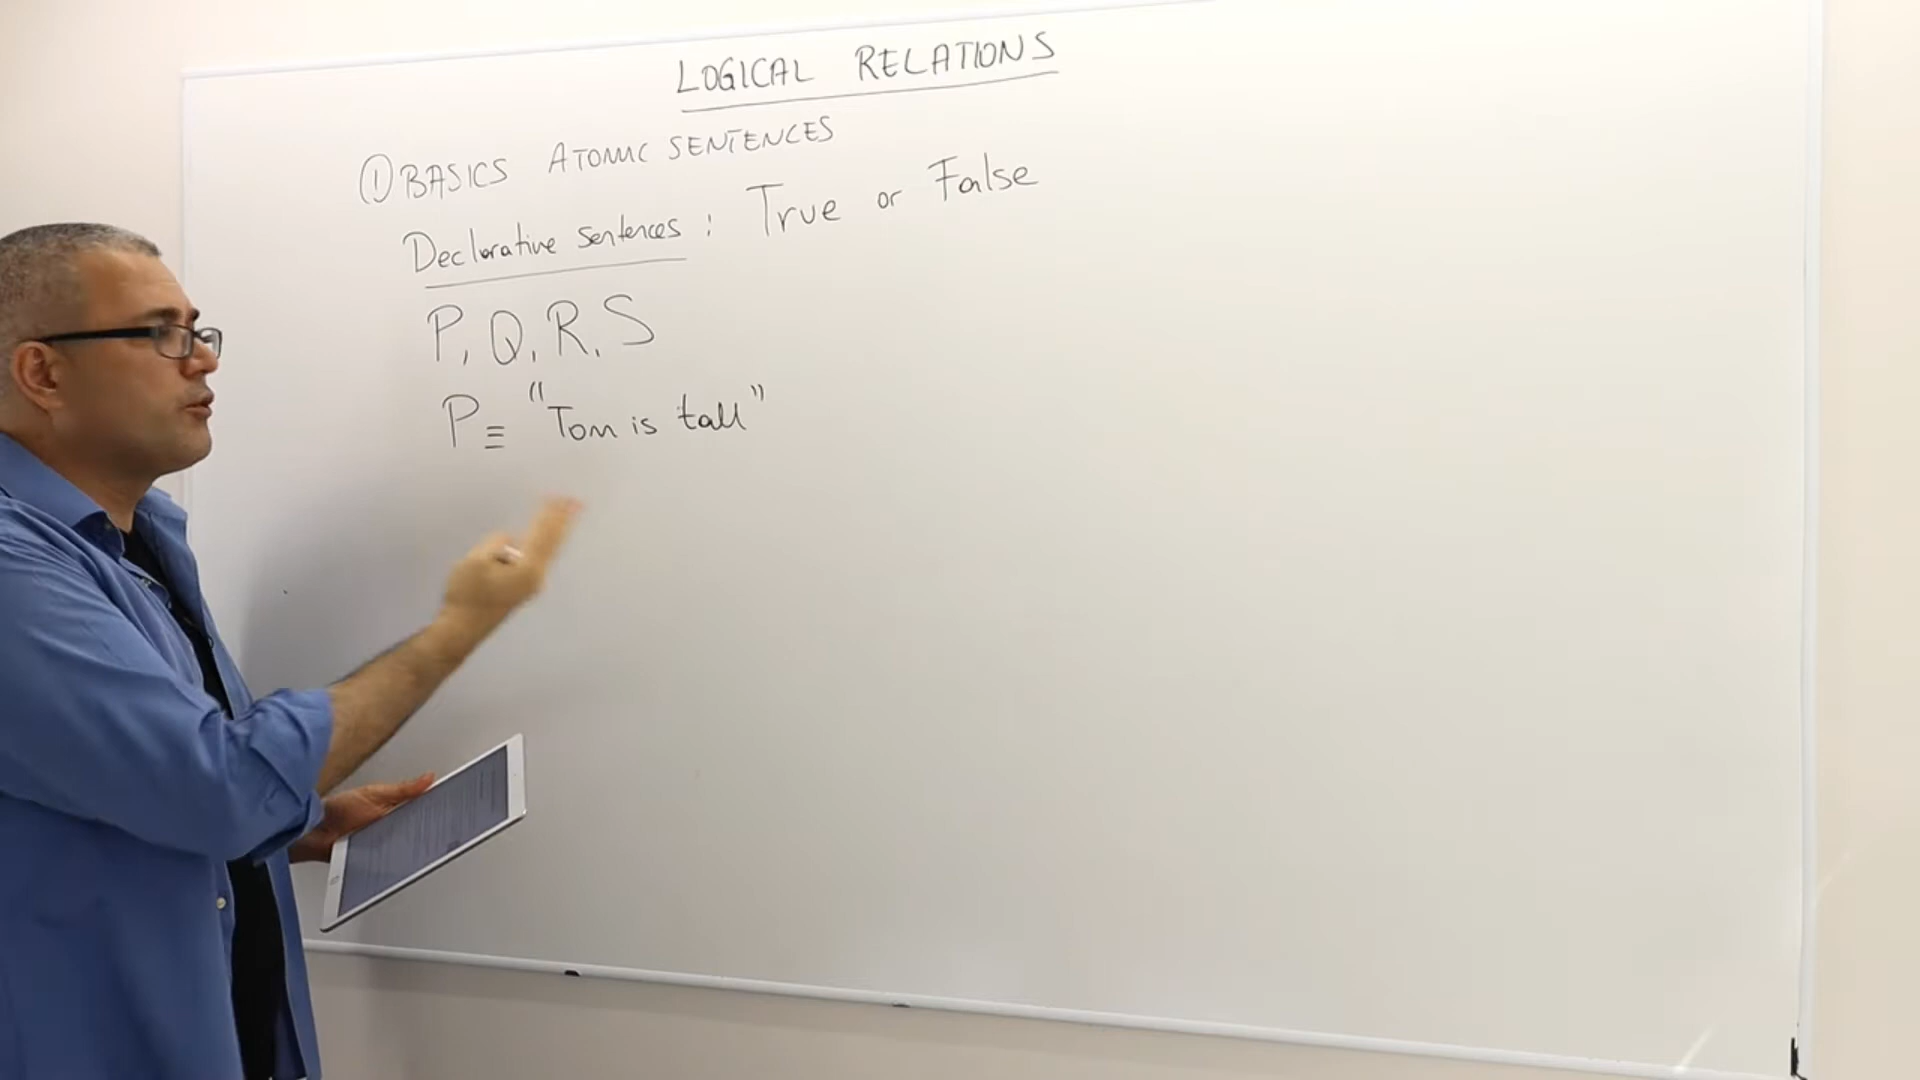 LOGICAL RELATIONS
① BASICS ATOMIC SENTENCES
Declarative sentences : True or False
P, Q, R, S
P ≡ "Tom is tall"